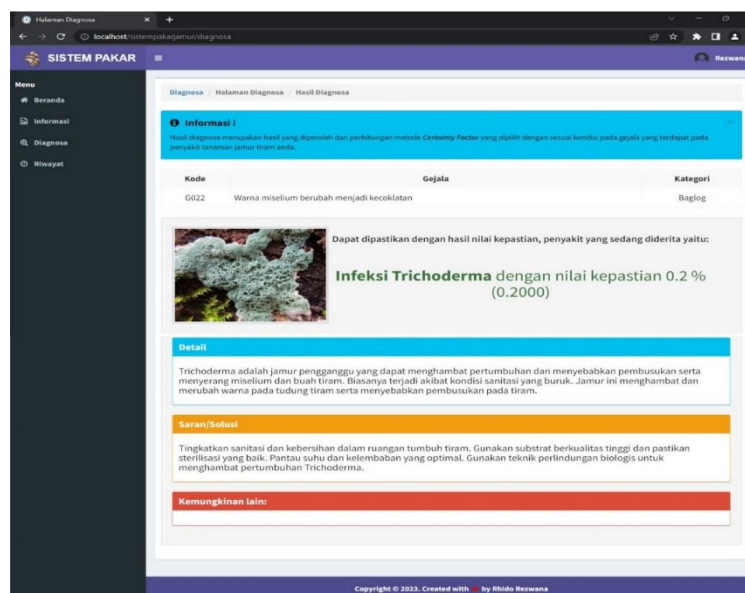 Halaman Diagnosa
localhost/sistempakarjamur/diagnosa
SISTEM PAKAR
Rezwana
Menu
Beranda
Informasi
Diagnosa
Riwayat
Diagnosa / Halaman Diagnosa / Hasil Diagnosa
Informasi !
Hasil diagnosa merupakan hasil yang diperoleh dari perhitungan metode Certainty Factor yang dipilih dengan sesuai kondisi pada gejala yang terdapat pada
penyakit tanaman jamur tiram anda.
Kode Gejala Kategori
G022 Warna miselium berubah menjadi kecoklatan Baglog
Dapat dipastikan dengan hasil nilai kepastian, penyakit yang sedang diderita yaitu:
Infeksi Trichoderma dengan nilai kepastian 0.2 %
(0.2000)
Detail
Trichoderma adalah jamur pengganggu yang dapat menghambat pertumbuhan dan menyebabkan pembusukan serta
menyerang miselium dan buah tiram. Biasanya terjadi akibat kondisi sanitasi yang buruk. Jamur ini menghambat dan
merubah warna pada tudung tiram serta menyebabkan pembusukan pada tiram.
Saran/Solusi
Tingkatkan sanitasi dan kebersihan dalam ruangan tumbuh tiram. Gunakan substrat berkualitas tinggi dan pastikan
sterilisasi yang baik. Pantau suhu dan kelembaban yang optimal. Gunakan teknik perlindungan biologis untuk
menghambat pertumbuhan Trichoderma.
Kemungkinan lain:
Copyright © 2023. Created with by Rhido Rezwana